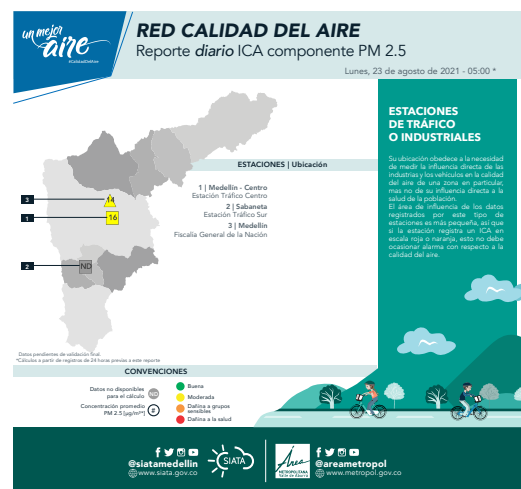 un mejor
aire
#CalidadDelAire
RED CALIDAD DEL AIRE
Reporte diario ICA componente PM 2.5
Lunes, 23 de agosto de 2021 - 05:00 *
ESTACIONES | Ubicación
1 | Medellín - Centro
Estación Tráfico Centro
2 | Sabaneta
Estación Tráfico Sur
3 | Medellín
Fiscalía General de la Nación
3
14
1
16
2
ND
ESTACIONES
DE TRÁFICO
O INDUSTRIALES
Su ubicación obedece a la necesidad
de medir la influencia directa de las
industrias y los vehículos en la calidad
del aire de una zona en particular,
mas no de su influencia directa a la
salud de la población.
El área de influencia de los datos
registrados por este tipo de
estaciones es más pequeña, así que
si la estación registra un ICA en
escala roja o naranja, esto no debe
ocasionar alarma con respecto a la
calidad del aire.
Datos pendientes de validación final.
*Cálculos a partir de registros de 24 horas previas a este reporte
CONVENCIONES
Datos no disponibles
para el cálculo
ND
Concentración promedio
PM 2.5 (µg/m³*)
#
Buena
Moderada
Dañina a grupos
sensibles
Dañina a la salud
@siatamedellin
www.siata.gov.co
SIATA
Área
METROPOLITANA
Valle de Aburrá
@areametropol
www.metropol.gov.co